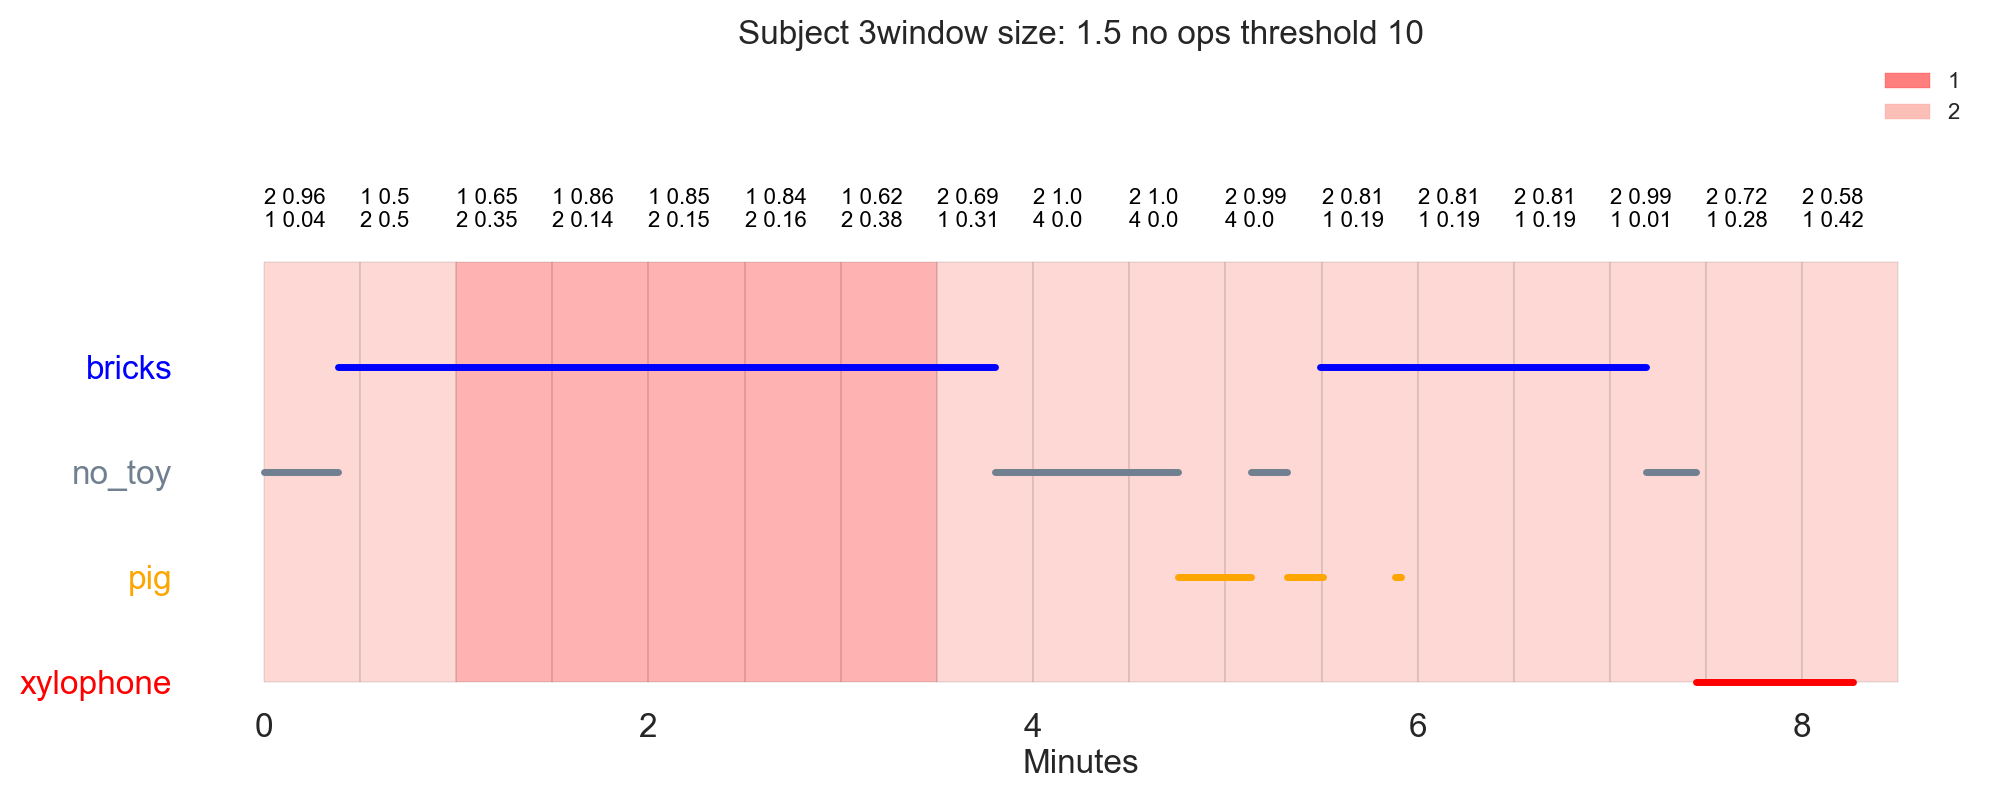 Subject 3window size: 1.5 no ops threshold 10
1
2
2 0.96 1 0.5 1 0.65 1 0.86 1 0.85 1 0.84 1 0.62 2 0.69 2 1.0 2 1.0 2 0.99 2 0.81 2 0.81 2 0.81 2 0.99 2 0.72 2 0.58
1 0.04 2 0.5 2 0.35 2 0.14 2 0.15 2 0.16 2 0.38 1 0.31 4 0.0 4 0.0 4 0.0 1 0.19 1 0.19 1 0.19 1 0.01 1 0.28 1 0.42
bricks
no_toy
pig
xylophone
0 2 4 6 8
Minutes